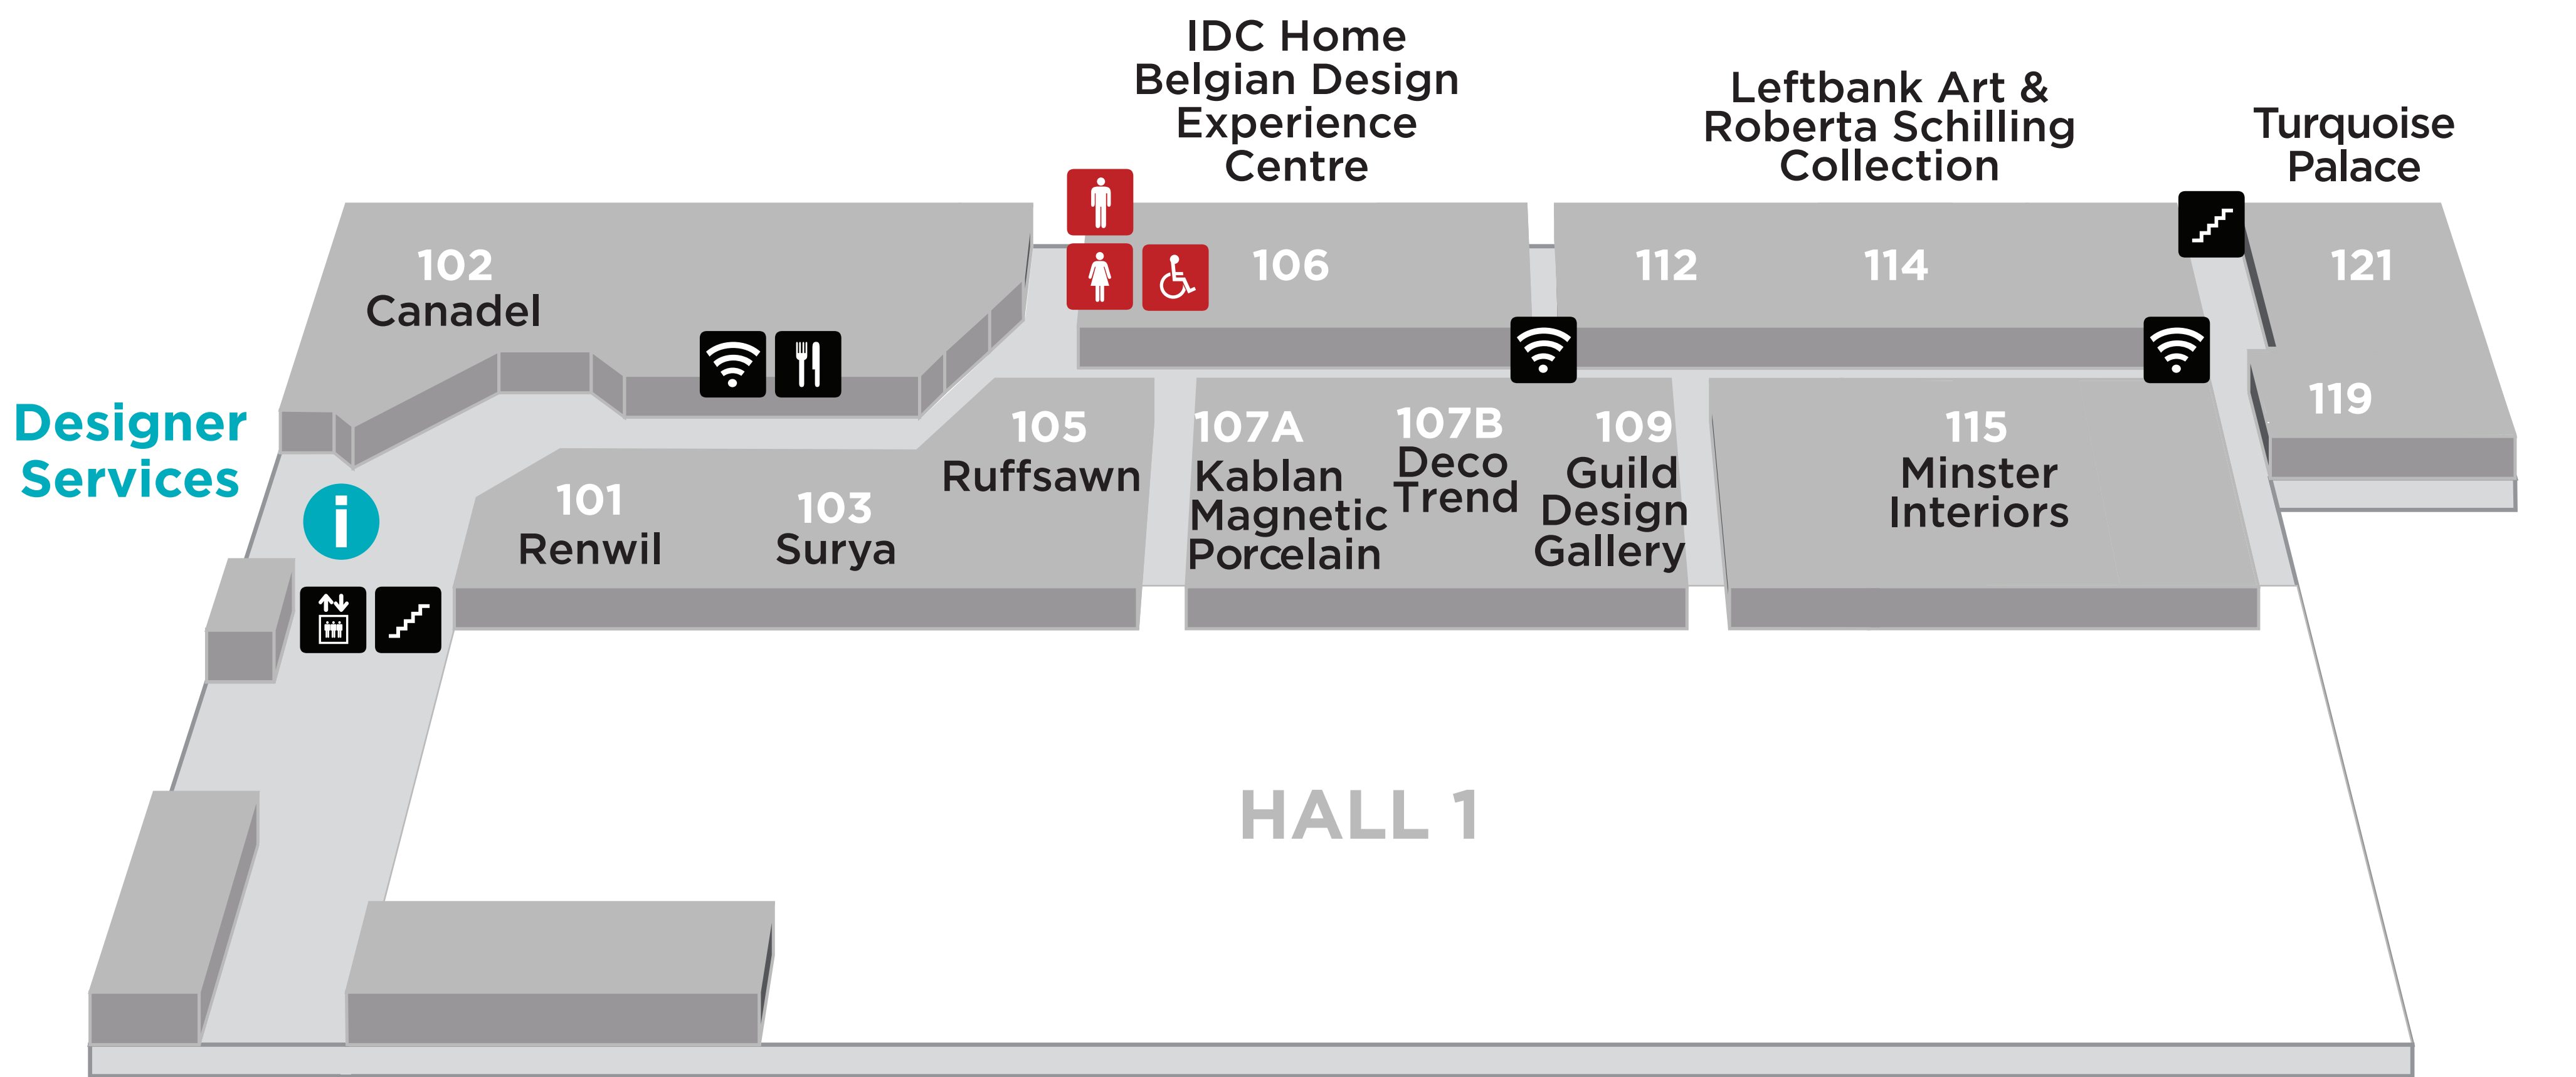 IDC Home
Belgian Design
Experience
Centre
Leftbank Art &
Roberta Schilling
Collection
Turquoise
Palace
102
Canadel
106
112
114
121
119
Designer
Services
i
101
Renwil
103
Surya
105
Ruffsawn
107A
Kablan
Magnetic
Porcelain
107B
Deco
Trend
109
Guild
Design
Gallery
115
Minster
Interiors
HALL 1